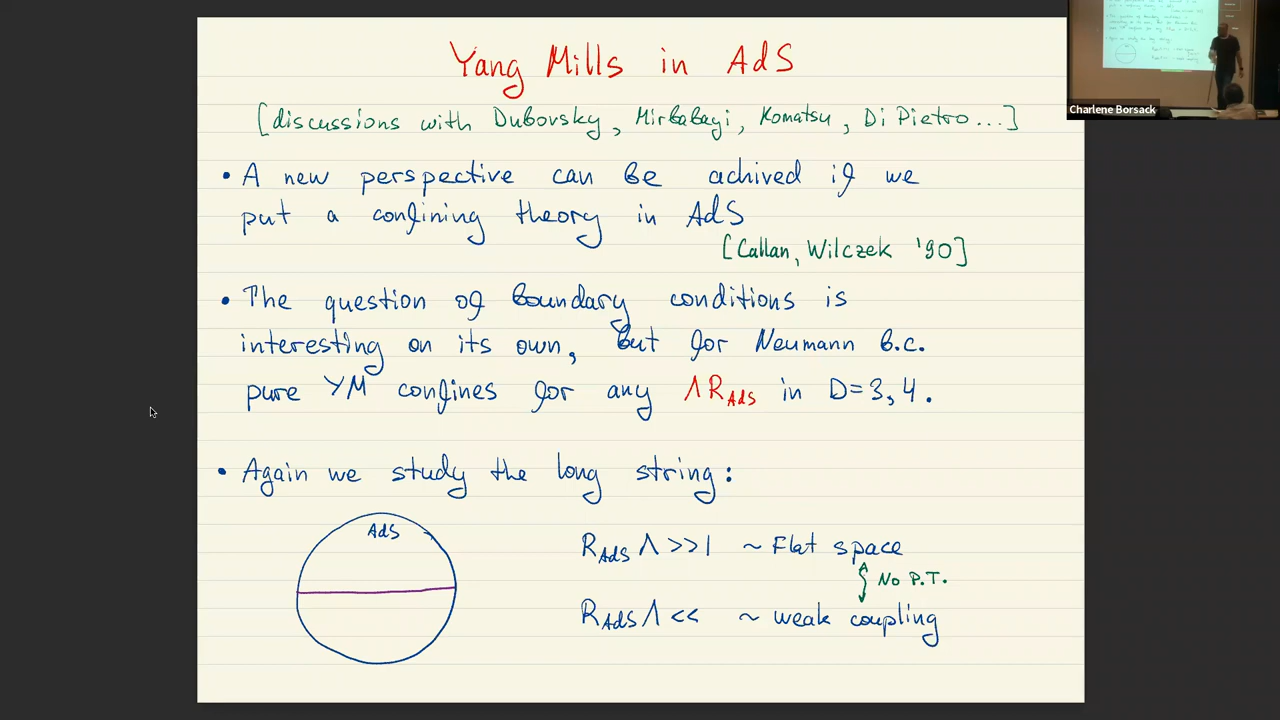 Yang Mills in AdS
[discussions with Dubovsky, Mirbabayi, Komatsu, Di Pietro...]
• A new perspective can be achived if we
put a confining theory in AdS
[Callan, Wilczek '90]
• The question of boundary conditions is
interesting on its own, but for Neumann b.c.
pure YM confines for any ΛR_AdS in D=3,4.
• Again we study the long string:
AdS
R_AdS Λ >>1 ~ Flat space
No P.T.
R_AdS Λ << ~ weak coupling
Charlene Borsack